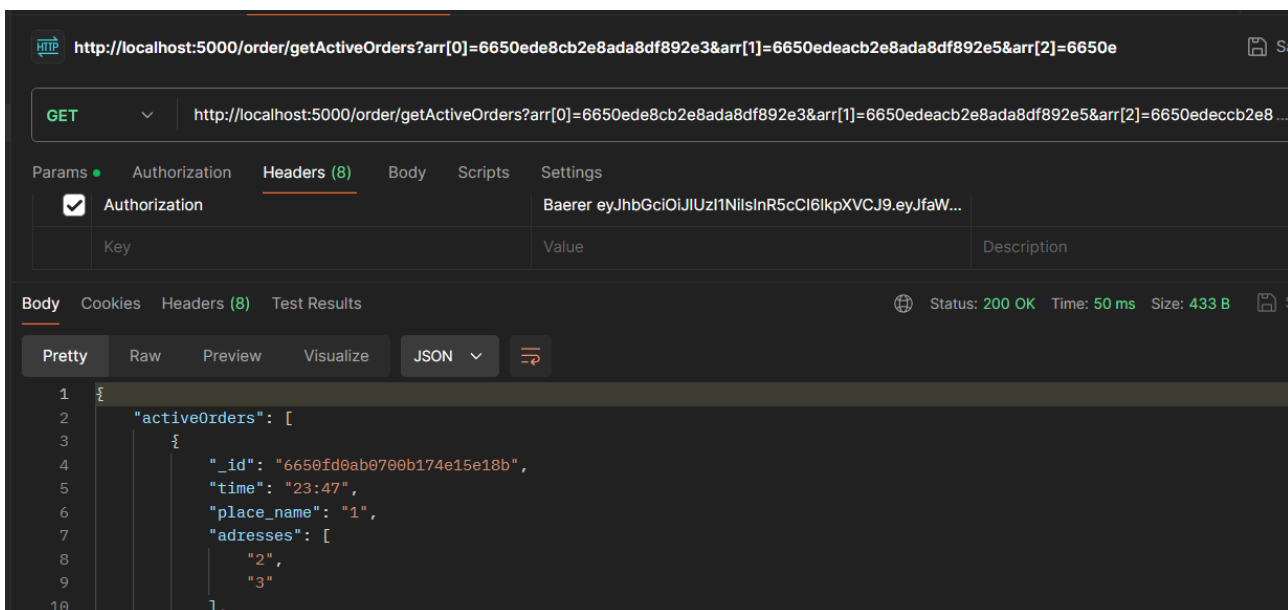 HTTP http://localhost:5000/order/getActiveOrders?arr[0]=6650ede8cb2e8ada8df892e3&arr[1]=6650edeacb2e8ada8df892e5&arr[2]=6650e Sa
GET http://localhost:5000/order/getActiveOrders?arr[0]=6650ede8cb2e8ada8df892e3&arr[1]=6650edeacb2e8ada8df892e5&arr[2]=6650edeccb2e8 ...
Params Authorization Headers (8) Body Scripts Settings
Authorization Baerer eyJhbGciOiJIUzI1NiIsInR5cCI6IkpXVCJ9.eyJfaW...
Key Value Description
Body Cookies Headers (8) Test Results Status: 200 OK Time: 50 ms Size: 433 B S
Pretty Raw Preview Visualize JSON
1 {
2 "activeOrders": [
3 {
4 "_id": "6650fd0ab0700b174e15e18b",
5 "time": "23:47",
6 "place_name": "1",
7 "adresses": [
8 "2",
9 "3"
10 ],